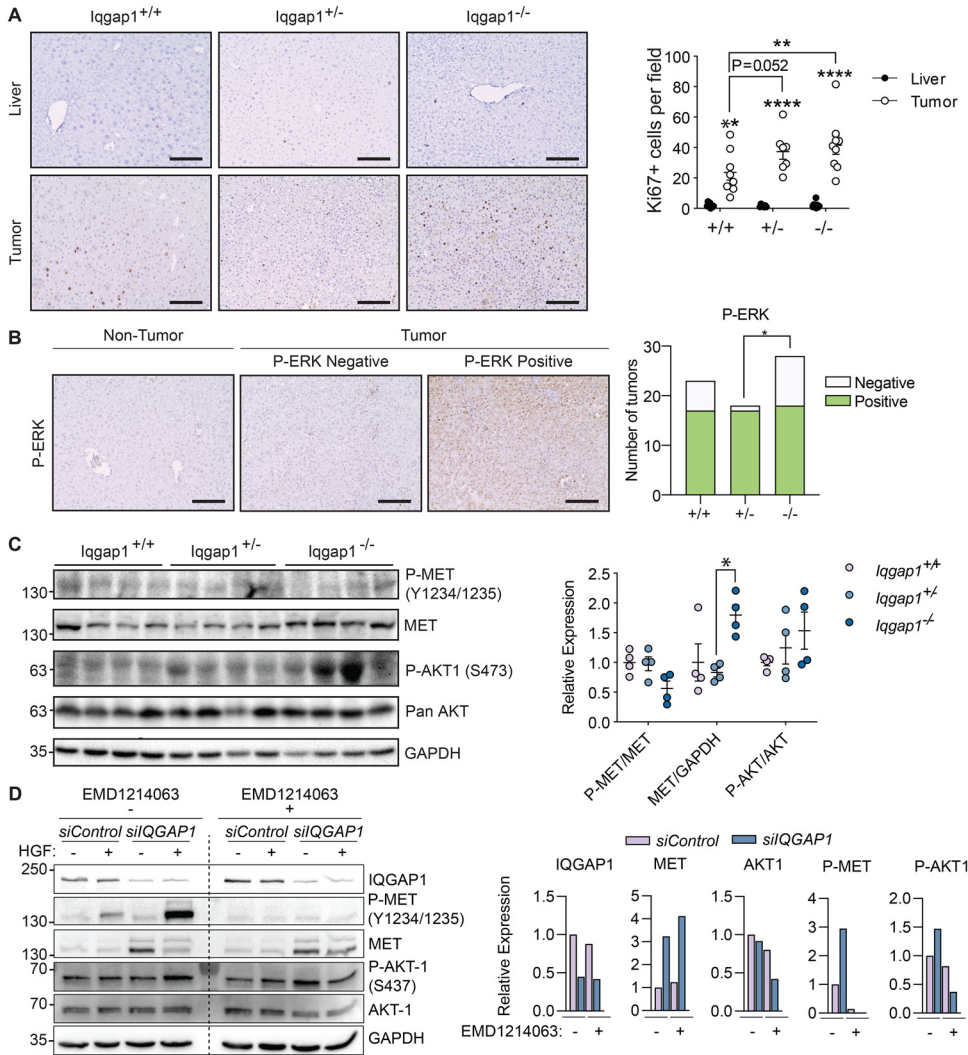 A
Iqgap1+/+
Iqgap1+/-
Iqgap1-/-
Liver
Tumor
Ki67+ cells per field
100
80
60
40
20
0
**
P=0.052
**
****
****
+/+
+/-
-/-
Liver
Tumor
B
Non-Tumor
Tumor
P-ERK Negative
P-ERK Positive
P-ERK
P-ERK
*
Number of tumors
30
20
10
0
+/+
+/-
-/-
Negative
Positive
C
Iqgap1+/+
Iqgap1+/-
Iqgap1-/-
130
P-MET
(Y1234/1235)
130
MET
63
P-AKT1 (S473)
63
Pan AKT
35
GAPDH
Relative Expression
2.5
2.0
1.5
1.0
0.5
0.0
*
P-MET/MET
MET/GAPDH
P-AKT/AKT
Iqgap1+/+
Iqgap1+/-
Iqgap1-/-
D
EMD1214063
-
EMD1214063
+
siControl
siIQGAP1
siControl
siIQGAP1
HGF:
- + - + - + - +
250
IQGAP1
130
P-MET
(Y1234/1235)
130
MET
70
P-AKT-1
(S437)
70
AKT-1
35
GAPDH
siControl
siIQGAP1
Relative Expression
IQGAP1
1.5
1.0
0.5
0.0
MET
5
4
3
2
1
0
AKT1
1.5
1.0
0.5
0.0
P-MET
4
3
2
1
0
P-AKT1
2.0
1.5
1.0
0.5
0.0
EMD1214063:
- + - + - + - + - +